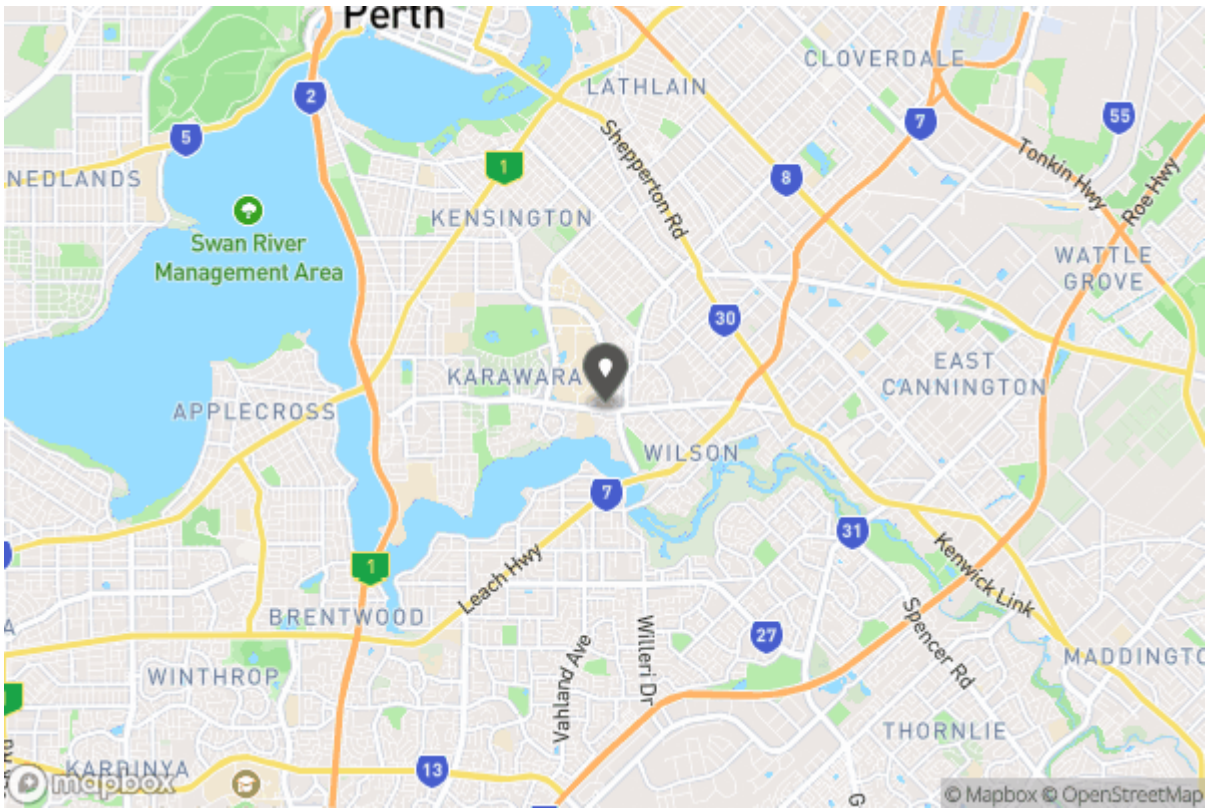 Perth
CLOVERDALE
LATHLAIN
2
55
7
5
Shepperton Rd
1
Tonkin Hwy
NEDLANDS
8
Roe Hwy
KENSINGTON
Swan River
Management Area
WATTLE
GROVE
30
EAST
CANNINGTON
KARAWARA
APPLECROSS
WILSON
7
31
Kenwick Link
1
Leach Hwy
BRENTWOOD
Spencer Rd
27
Willeri Dr
Vahland Ave
MADDINGTO
WINTHROP
THORNLIE
KARDINYA
13
mapbox
© Mapbox © OpenStreetMap